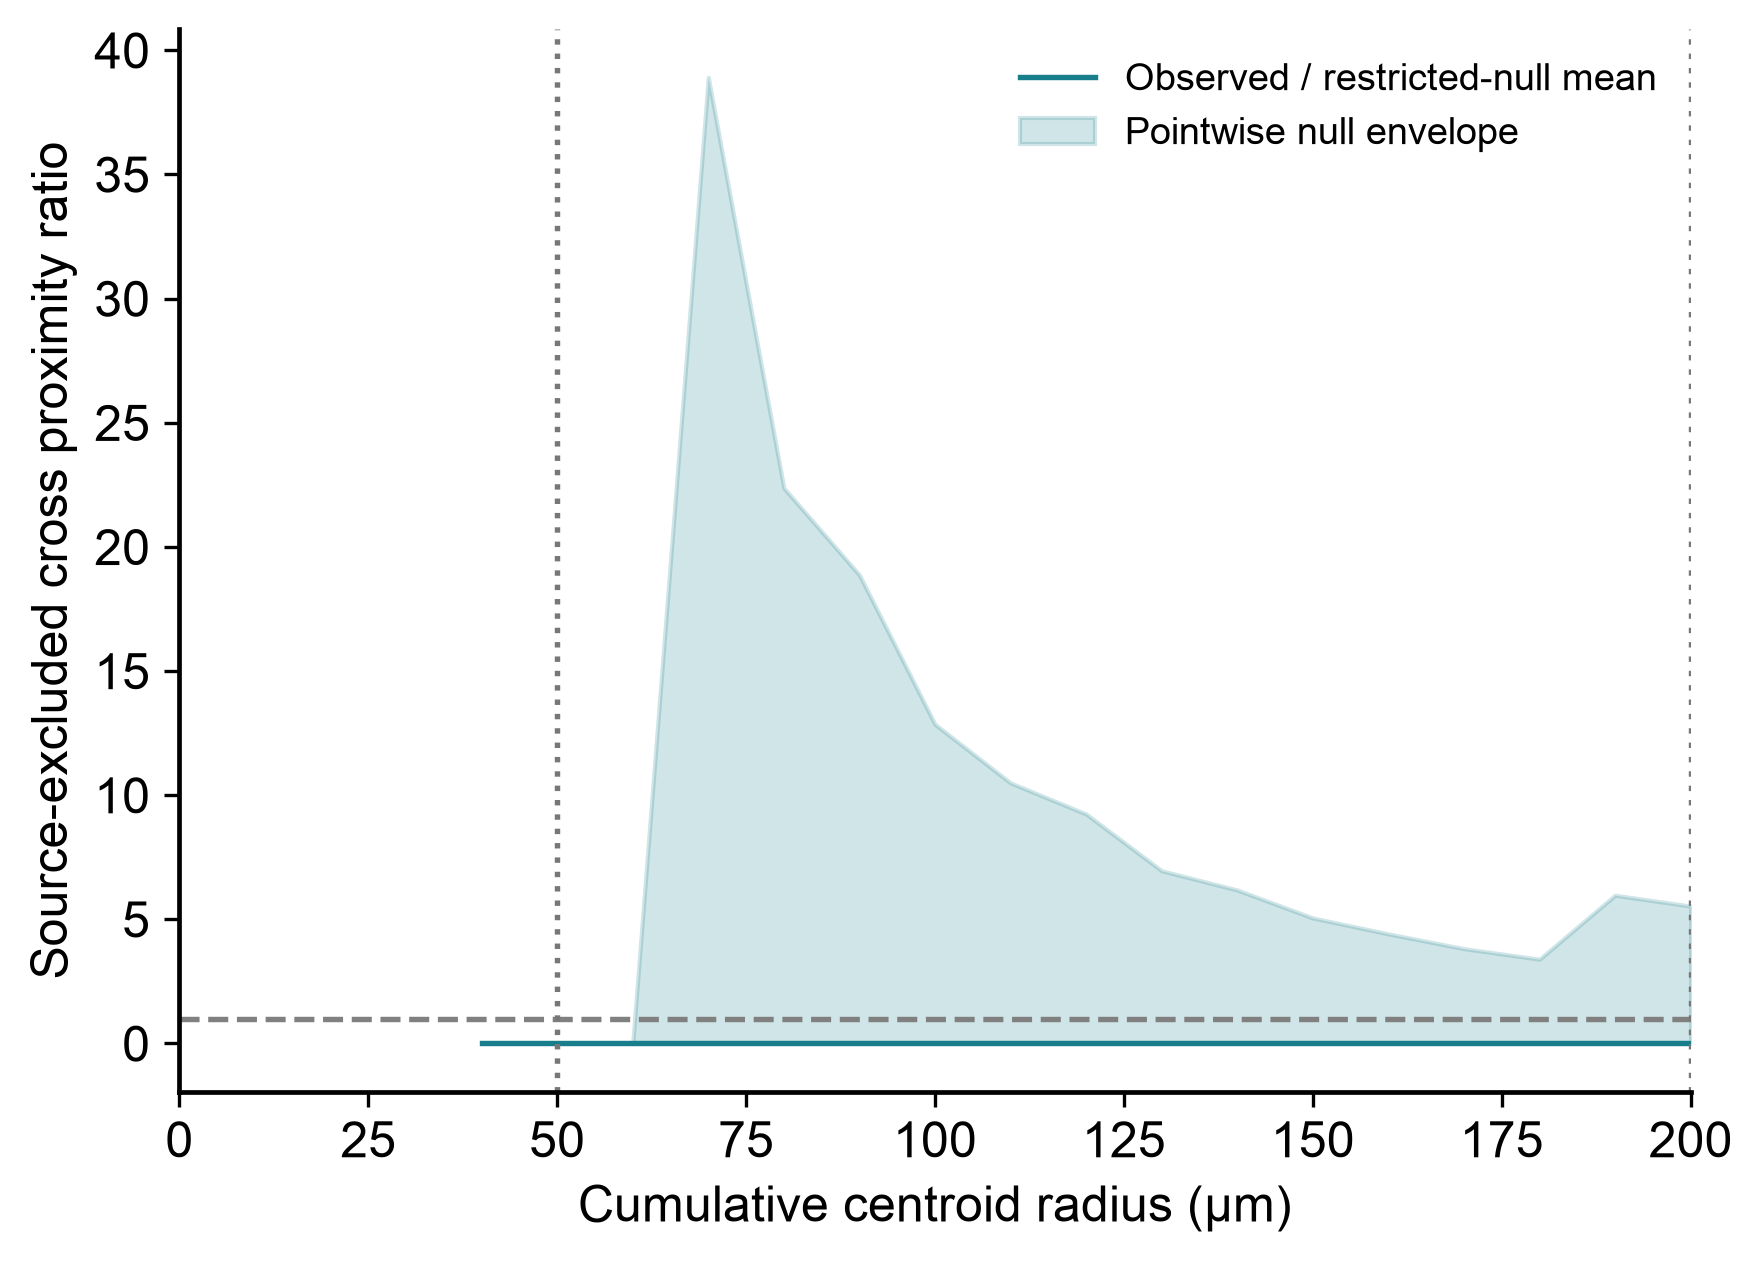 Source-excluded cross proximity ratio
40
35
30
25
20
15
10
5
0
Observed / restricted-null mean
Pointwise null envelope
0 25 50 75 100 125 150 175 200
Cumulative centroid radius (µm)